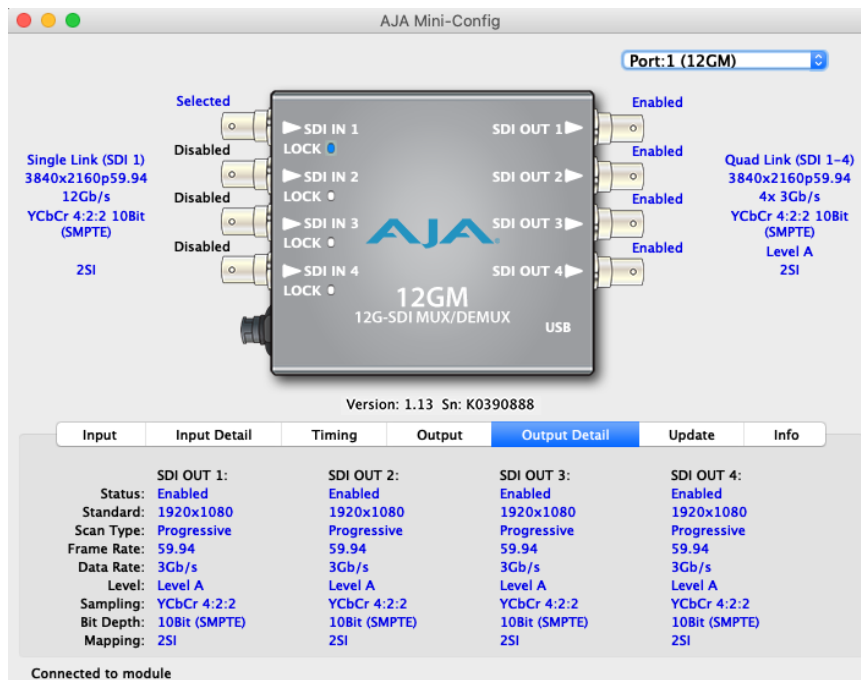 AJA Mini-Config
Port:1 (12GM)
Selected
Enabled
SDI IN 1
SDI OUT 1
LOCK
Disabled
Enabled
Single Link (SDI 1)
3840x2160p59.94
12Gb/s
YCbCr 4:2:2 10Bit
(SMPTE)
2SI
SDI IN 2
SDI OUT 2
LOCK
Disabled
Enabled
Quad Link (SDI 1-4)
3840x2160p59.94
4x 3Gb/s
YCbCr 4:2:2 10Bit
(SMPTE)
Level A
2SI
SDI IN 3
SDI OUT 3
LOCK
AJA
Disabled
Enabled
SDI IN 4
SDI OUT 4
LOCK
12GM
12G-SDI MUX/DEMUX
USB
Version: 1.13 Sn: K0390888
Input Input Detail Timing Output Output Detail Update Info
SDI OUT 1: SDI OUT 2: SDI OUT 3: SDI OUT 4:
Status: Enabled Enabled Enabled Enabled
Standard: 1920x1080 1920x1080 1920x1080 1920x1080
Scan Type: Progressive Progressive Progressive Progressive
Frame Rate: 59.94 59.94 59.94 59.94
Data Rate: 3Gb/s 3Gb/s 3Gb/s 3Gb/s
Level: Level A Level A Level A Level A
Sampling: YCbCr 4:2:2 YCbCr 4:2:2 YCbCr 4:2:2 YCbCr 4:2:2
Bit Depth: 10Bit (SMPTE) 10Bit (SMPTE) 10Bit (SMPTE) 10Bit (SMPTE)
Mapping: 2SI 2SI 2SI 2SI
Connected to module